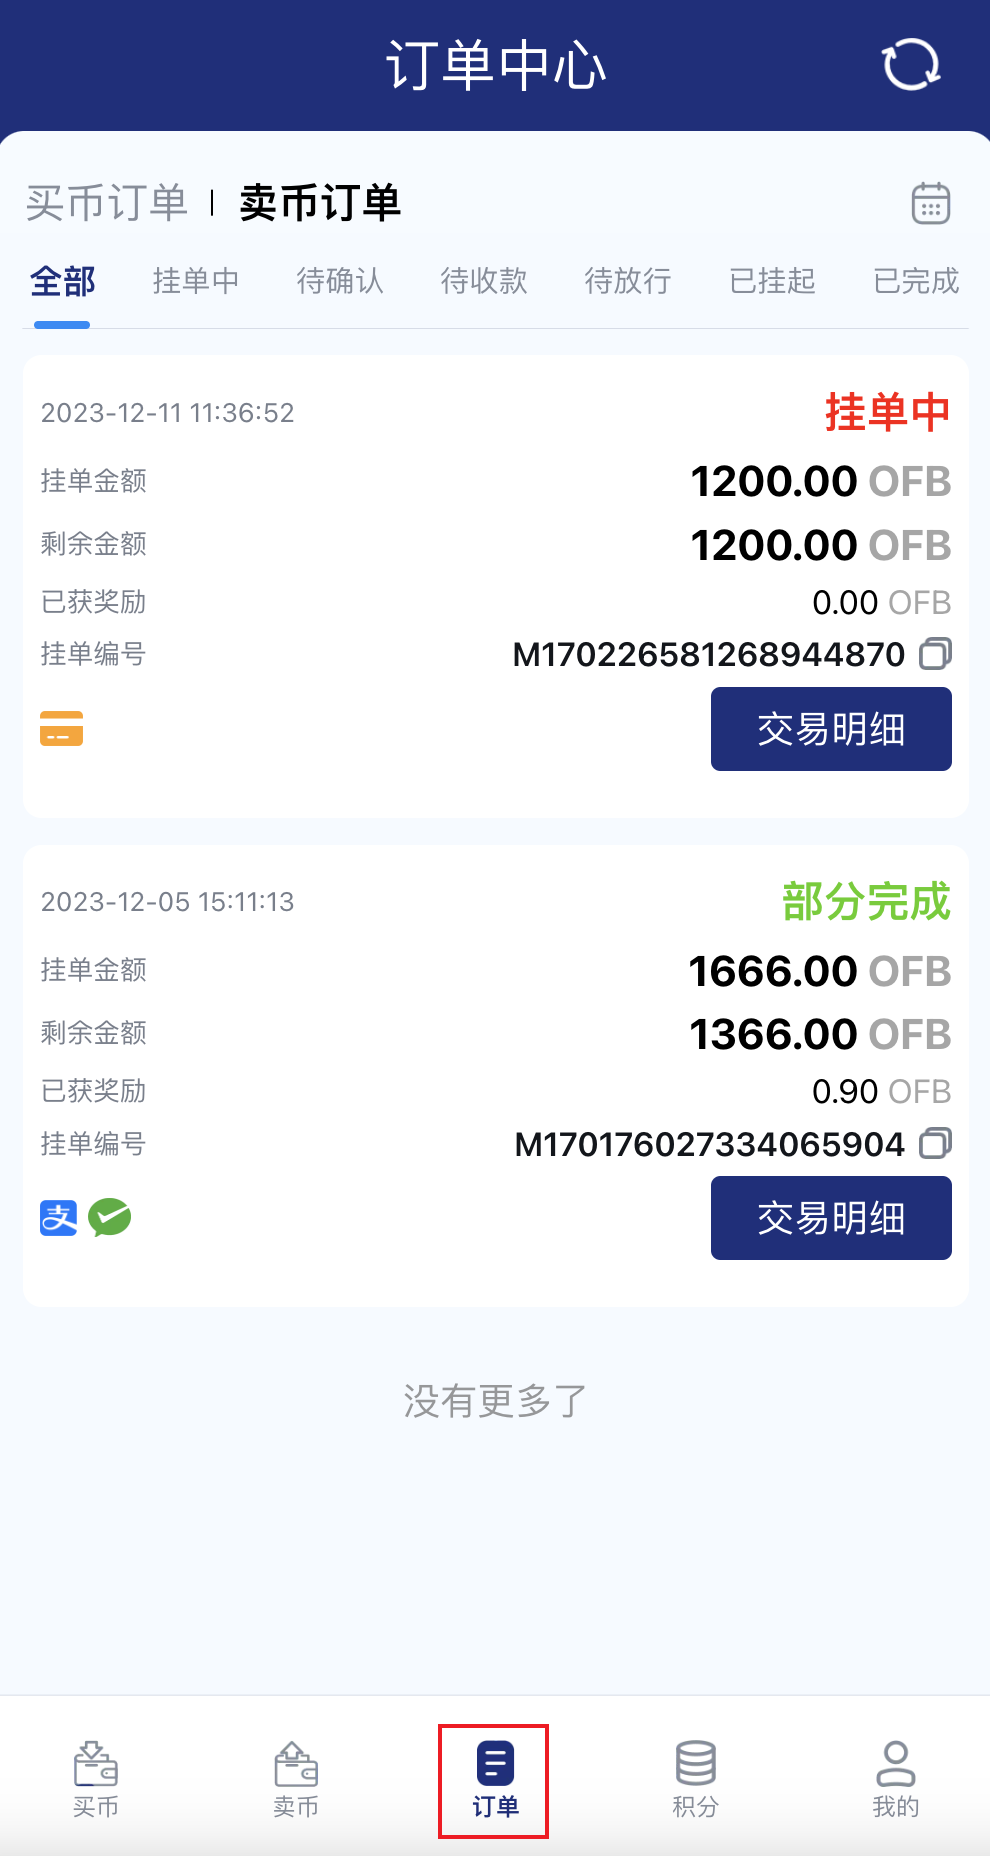 订单中心
买币订单 | 卖币订单
全部 挂单中 待确认 待收款 待放行 已挂起 已完成
2023-12-11 11:36:52 挂单中
挂单金额 1200.00 OFB
剩余金额 1200.00 OFB
已获奖励 0.00 OFB
挂单编号 M170226581268944870
交易明细
2023-12-05 15:11:13 部分完成
挂单金额 1666.00 OFB
剩余金额 1366.00 OFB
已获奖励 0.90 OFB
挂单编号 M170176027334065904
支 交易明细
没有更多了
买币 卖币 订单 积分 我的